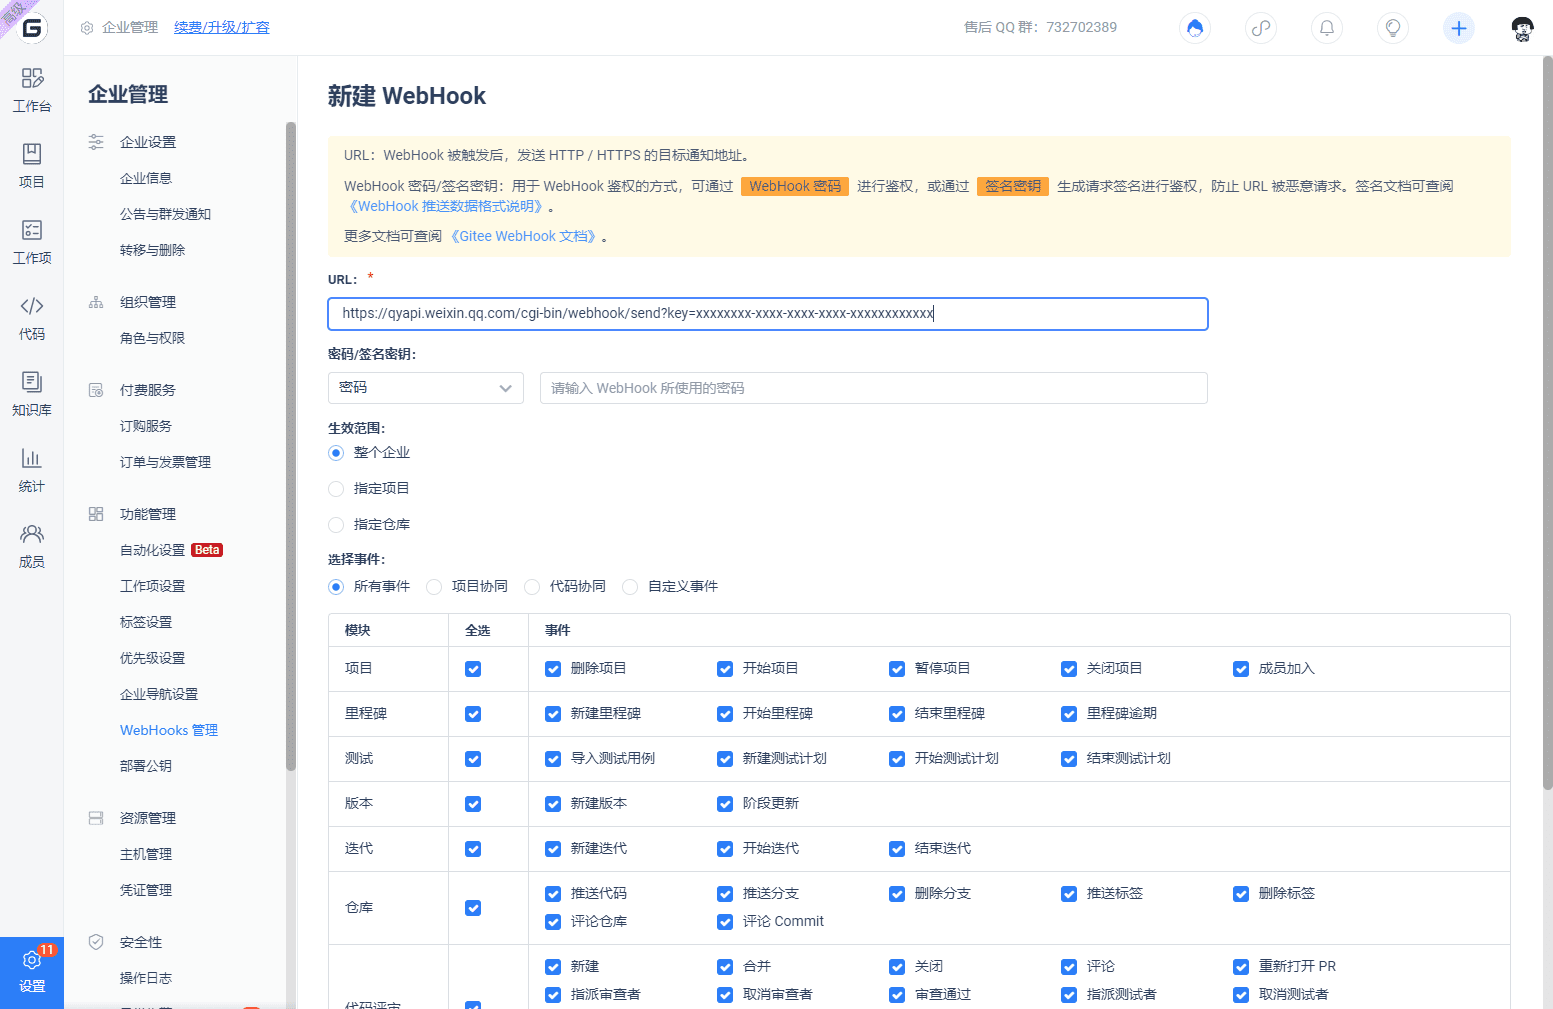 高级
企业管理 续费/升级/扩容 售后 QQ 群：732702389
工作台
项目
工作项
代码
知识库
统计
成员
11
设置
企业管理
企业设置
企业信息
公告与群发通知
转移与删除
组织管理
角色与权限
付费服务
订购服务
订单与发票管理
功能管理
自动化设置 Beta
工作项设置
标签设置
优先级设置
企业导航设置
WebHooks 管理
部署公钥
资源管理
主机管理
凭证管理
安全性
操作日志
新建 WebHook
URL：WebHook 被触发后，发送 HTTP / HTTPS 的目标通知地址。
WebHook 密码/签名密钥：用于 WebHook 鉴权的方式，可通过 WebHook 密码 进行鉴权，或通过 签名密钥 生成请求签名进行鉴权，防止 URL 被恶意请求。签名文档可查阅
《WebHook 推送数据格式说明》。
更多文档可查阅 《Gitee WebHook 文档》。
URL： *
https://qyapi.weixin.qq.com/cgi-bin/webhook/send?key=xxxxxxxx-xxxx-xxxx-xxxx-xxxxxxxxxxxx
密码/签名密钥：
密码 请输入 WebHook 所使用的密码
生效范围：
整个企业
指定项目
指定仓库
选择事件：
所有事件 项目协同 代码协同 自定义事件
模块 全选 事件
项目 删除项目 开始项目 暂停项目 关闭项目 成员加入
里程碑 新建里程碑 开始里程碑 结束里程碑 里程碑逾期
测试 导入测试用例 新建测试计划 开始测试计划 结束测试计划
版本 新建版本 阶段更新
迭代 新建迭代 开始迭代 结束迭代
仓库 推送代码 推送分支 删除分支 推送标签 删除标签
评论仓库 评论 Commit
新建 合并 关闭 评论 重新打开 PR
指派审查者 取消审查者 审查通过 指派测试者 取消测试者
代码评审